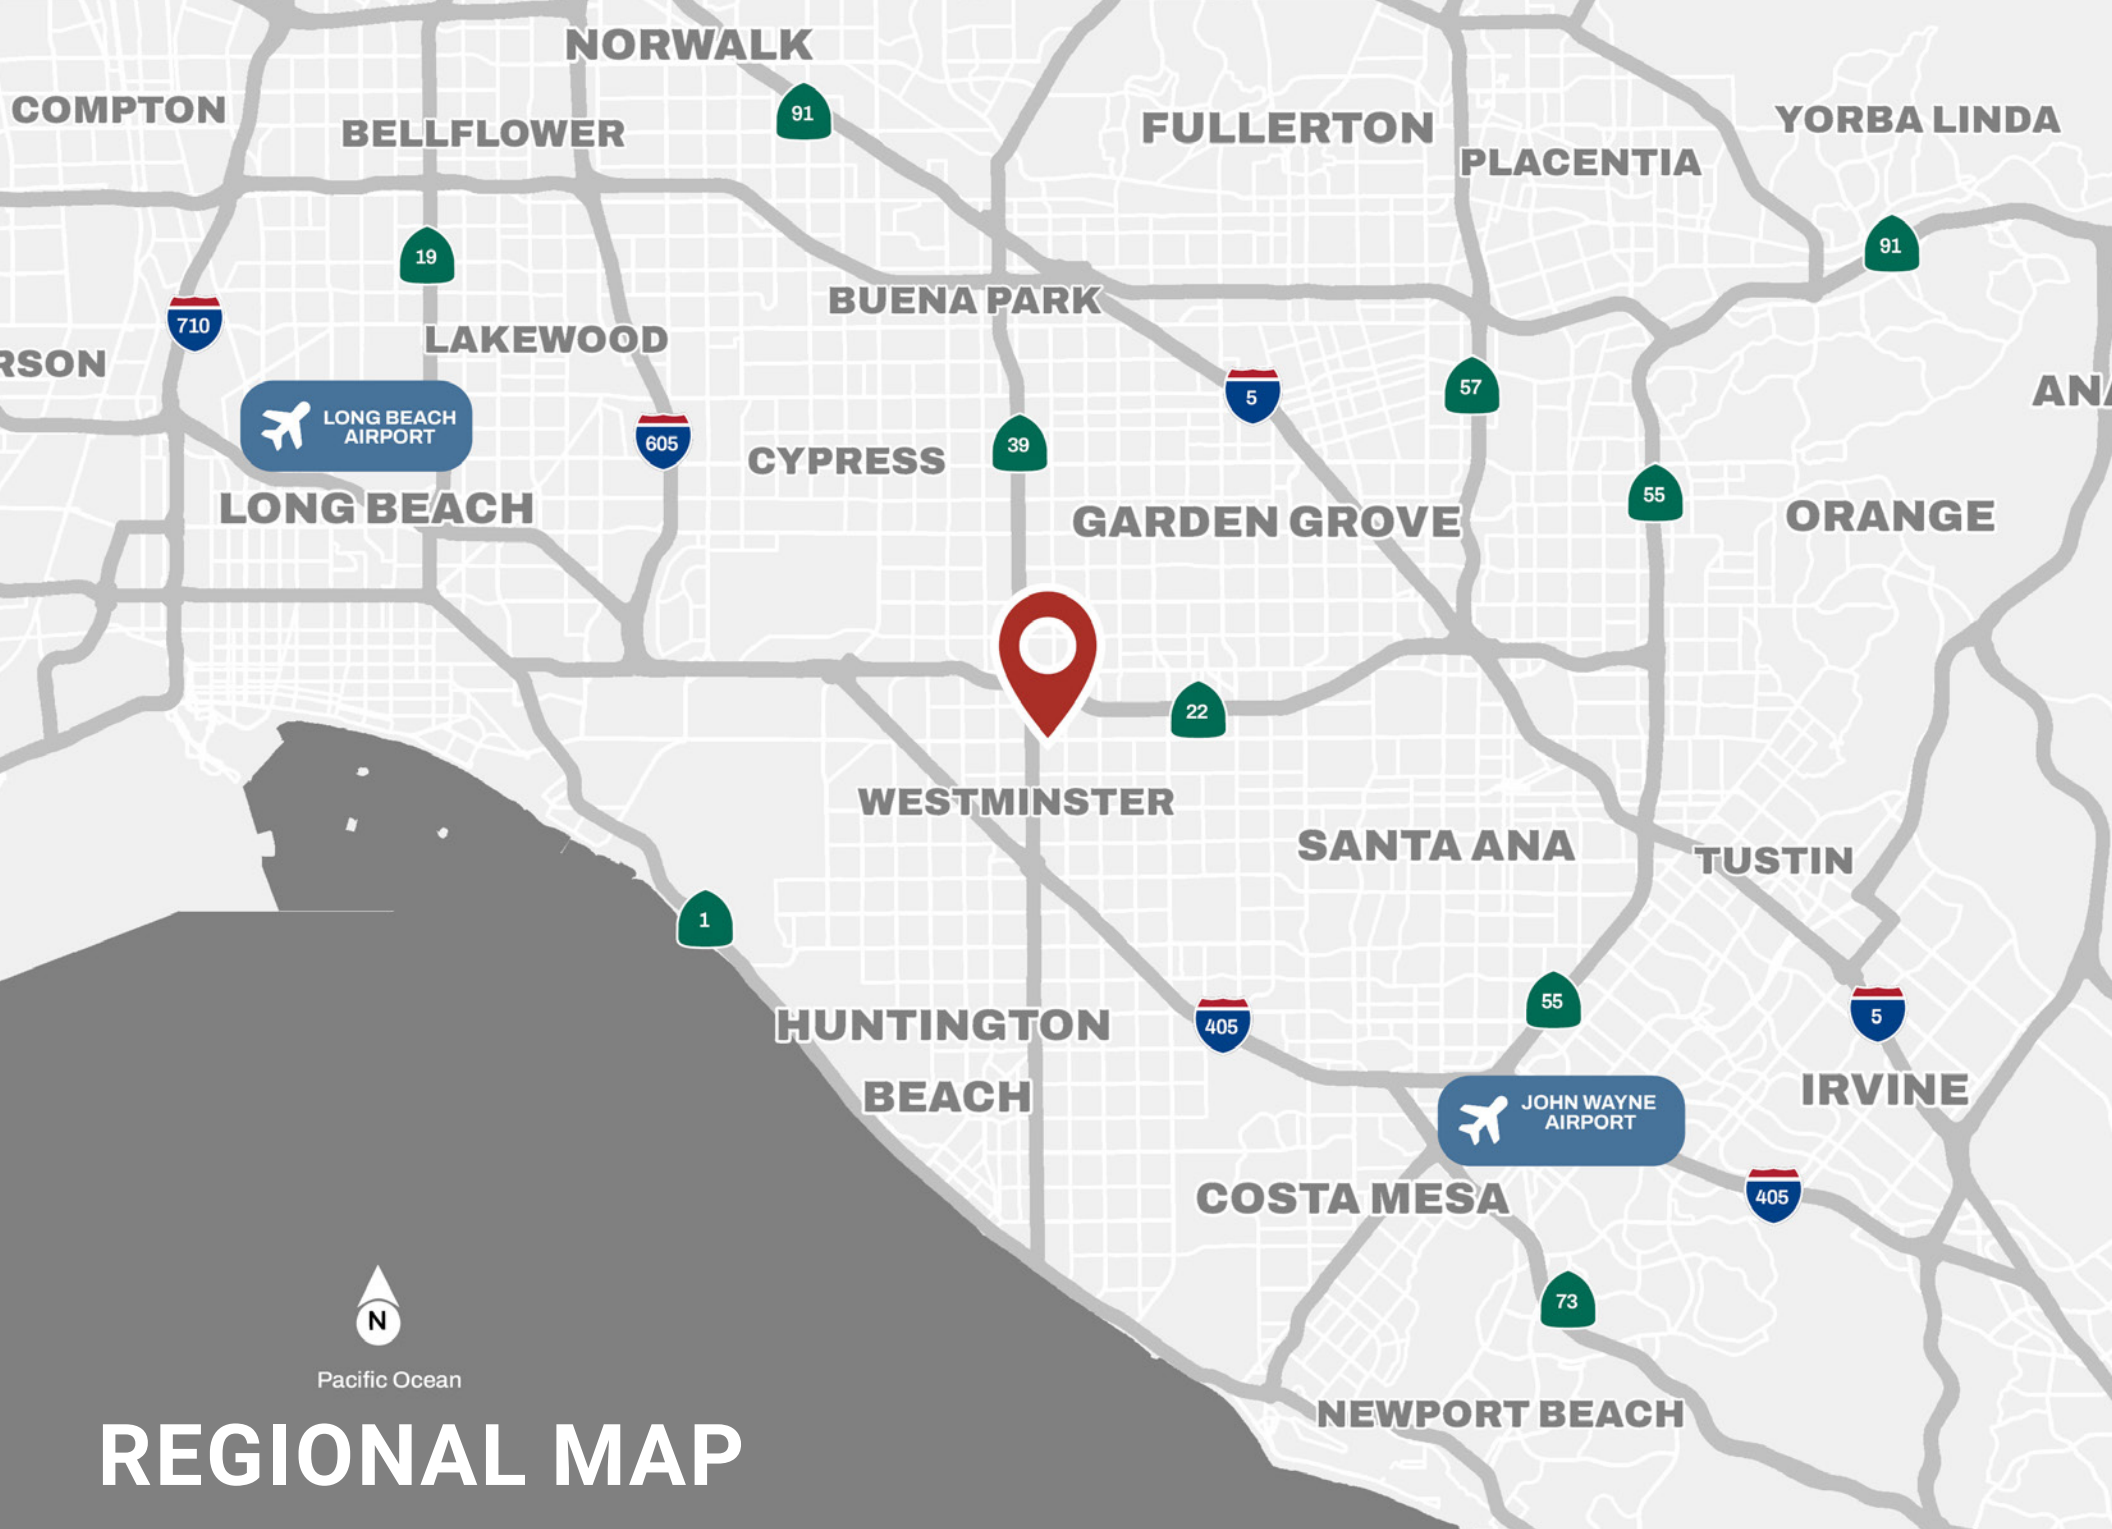 NORWALK
COMPTON
91
YORBA LINDA
BELLFLOWER
FULLERTON
PLACENTIA
19
91
BUENA PARK
710
LAKEWOOD
RSON
57
5
ANA
LONG BEACH
AIRPORT
605
39
CYPRESS
55
LONG BEACH
GARDEN GROVE
ORANGE
22
WESTMINSTER
SANTA ANA
TUSTIN
1
55
5
HUNTINGTON
BEACH
405
IRVINE
JOHN WAYNE
AIRPORT
COSTA MESA
405
73
N
Pacific Ocean
NEWPORT BEACH
REGIONAL MAP